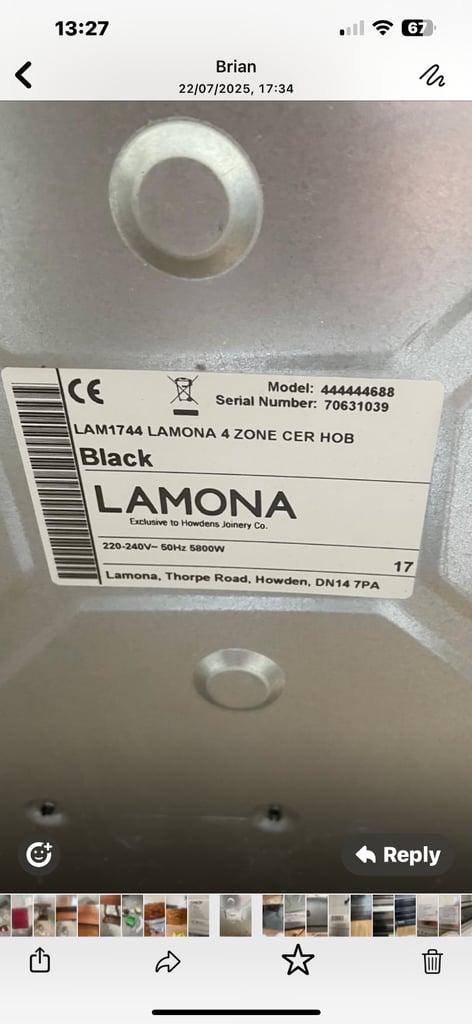 13:27
67
Brian
22/07/2025, 17:34
CE
Model: 444444688
Serial Number: 70631039
LAM1744 LAMONA 4 ZONE CER HOB
Black
LAMONA
Exclusive to Howdens Joinery Co.
220-240V~ 50Hz 5800W
17
Lamona, Thorpe Road, Howden, DN14 7PA
Reply